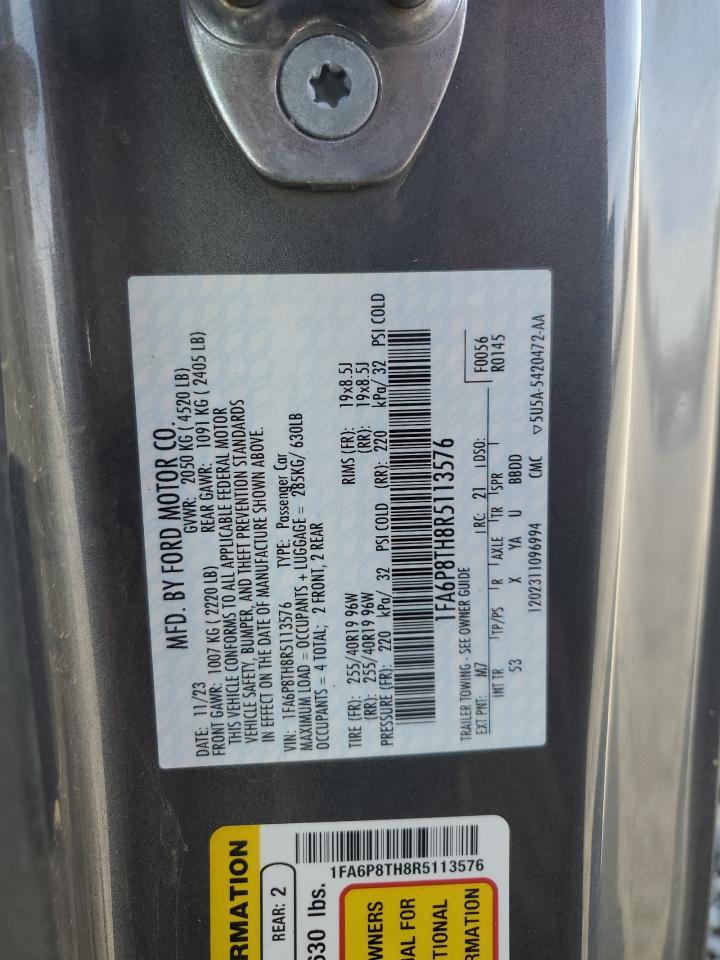 MFD. BY FORD MOTOR CO.
DATE: 11/23 GVWR: 2050 KG ( 4520 LB)
FRONT GAWR: 1007 KG (2220 LB) REAR GAWR: 1091 KG ( 2405 LB)
THIS VEHICLE CONFORMS TO ALL APPLICABLE FEDERAL MOTOR
VEHICLE SAFETY, BUMPER, AND THEFT PREVENTION STANDARDS
IN EFFECT ON THE DATE OF MANUFACTURE SHOWN ABOVE.
VIN: 1FA6P8TH8R5113576 TYPE: Passenger Car
MAXIMUM LOAD = OCCUPANTS + LUGGAGE = 285KG/ 630LB
OCCUPANTS = 4 TOTAL; 2 FRONT, 2 REAR
TIRE (FR): 255/40R19 96W RIMS (FR): 19x8.5J
(RR): 255/40R19 96W (RR): 19x8.5J
PRESSURE (FR): 220 kPa/ 32 PSI COLD (RR): 220 kPa/ 32 PSI COLD
1FA6P8TH8R5113576
TRAILER TOWING - SEE OWNER GUIDE F0056
EXT PNT: M7 RC: 21 DSO: R0145
INT TR TP/PS R AXLE TR SPR
53 X YA U BBDD
1202311096994 CMC ▽5U5A-5420472-AA
RMATION
REAR: 2
630 lbs.
1FA6P8TH8R5113576
OWNERS
AL FOR
TIONAL
RMATION